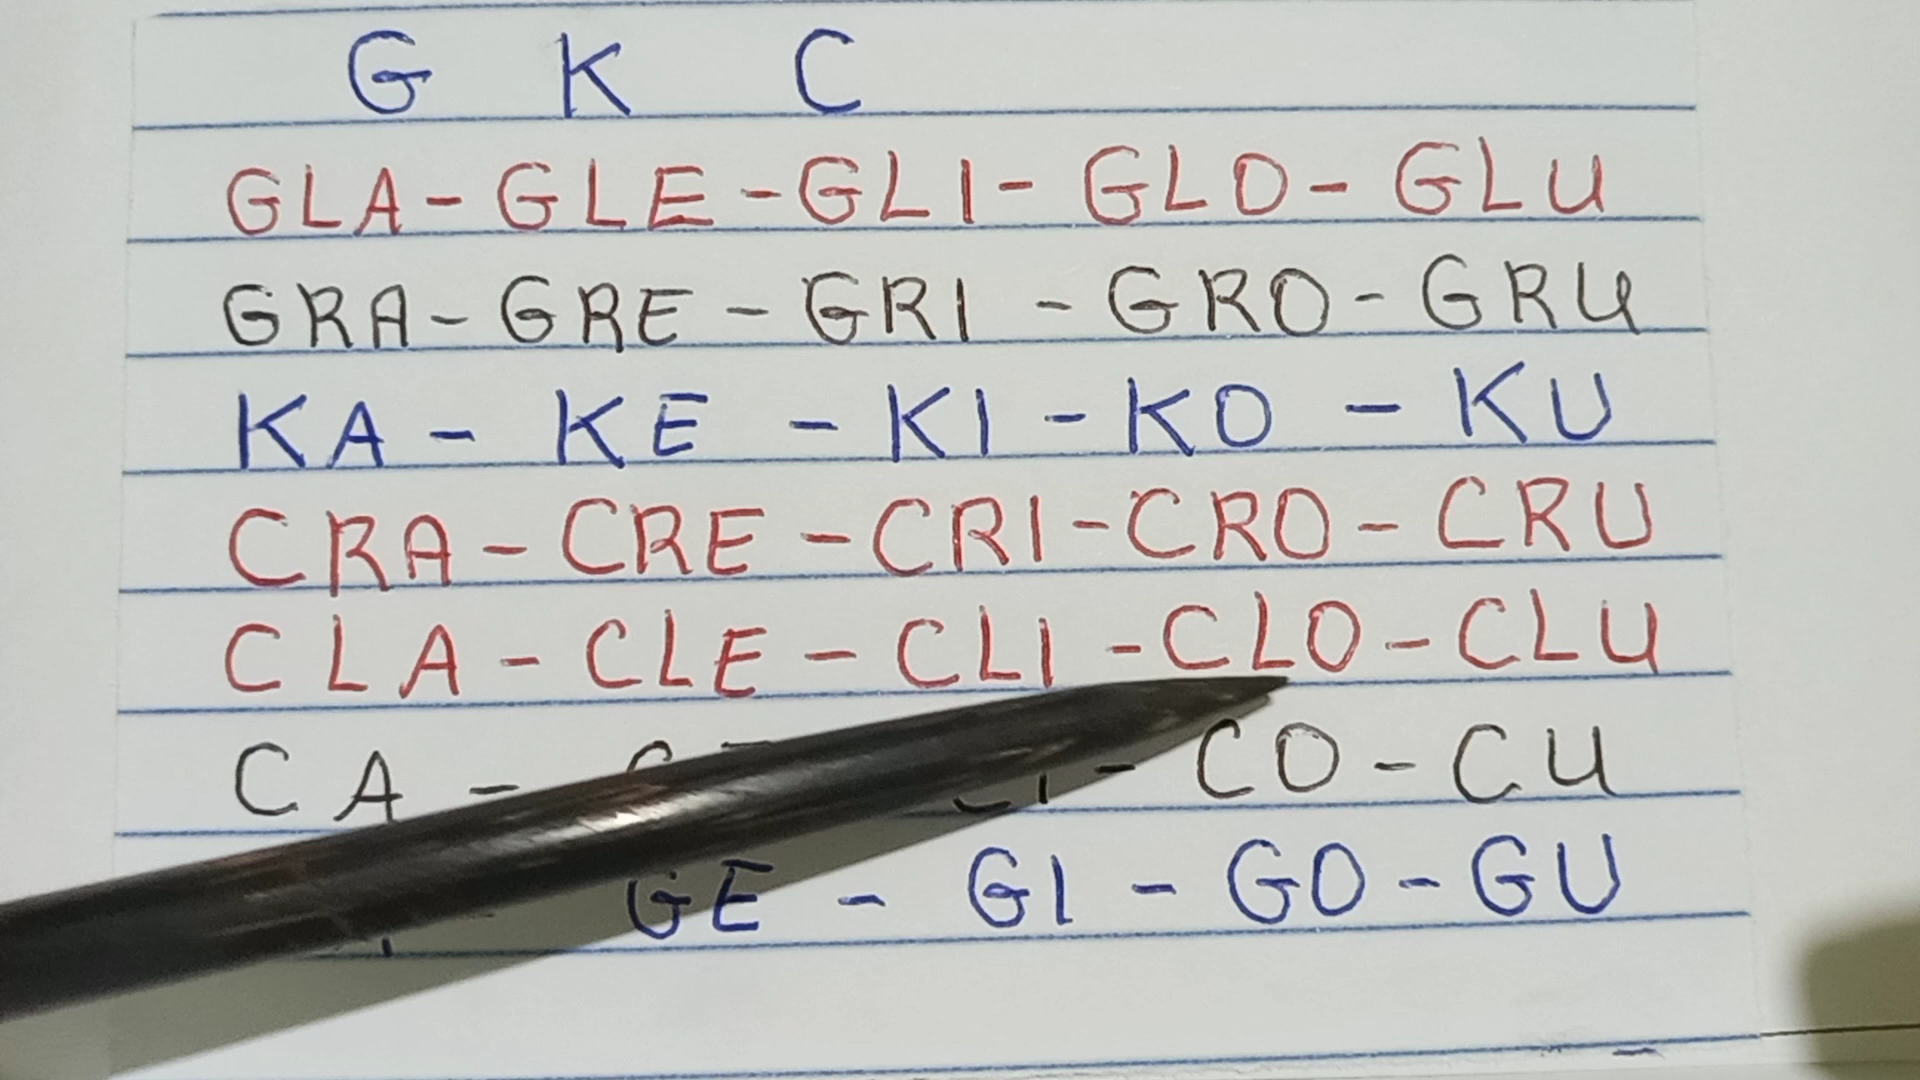 G K C
GLA - GLE - GLI - GLO - GLU
GRA - GRE - GRI - GRO - GRU
KA - KE - KI - KO - KU
CRA - CRE - CRI - CRO - CRU
CLA - CLE - CLI - CLO - CLU
CA - - CO - CU
GE - GI - GO - GU